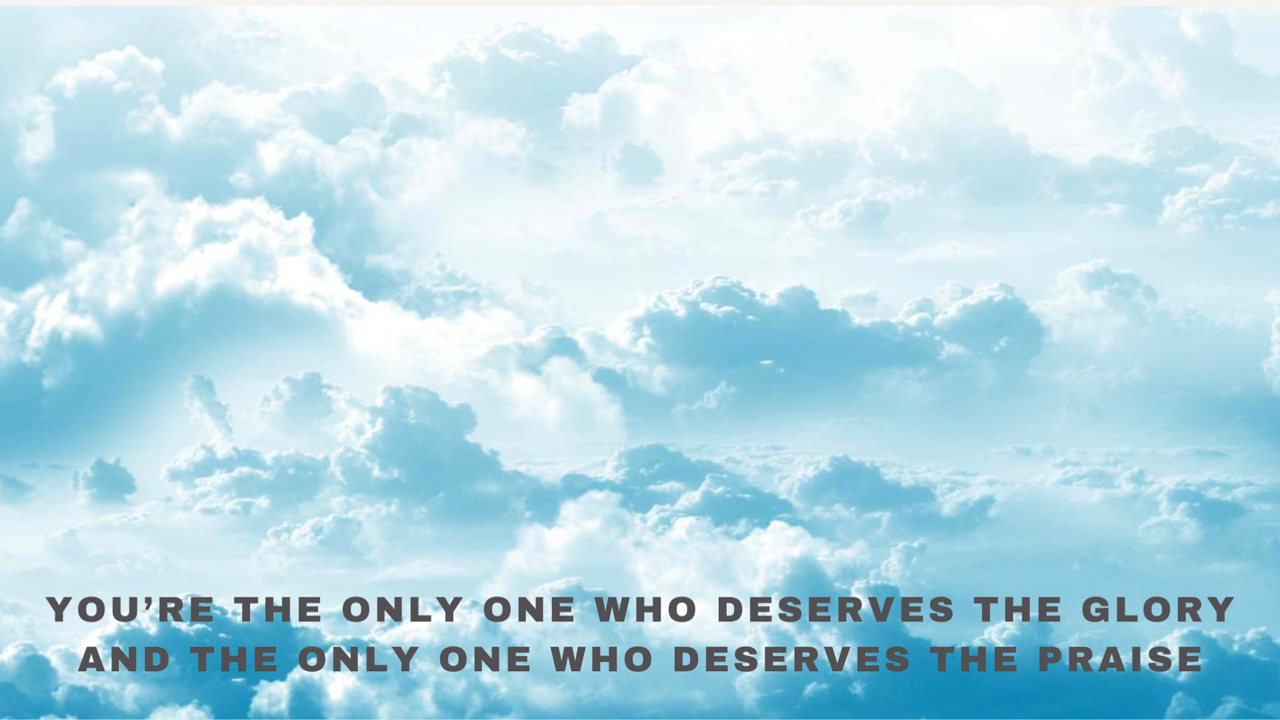 YOU’RE THE ONLY ONE WHO DESERVES THE GLORY
AND THE ONLY ONE WHO DESERVES THE PRAISE